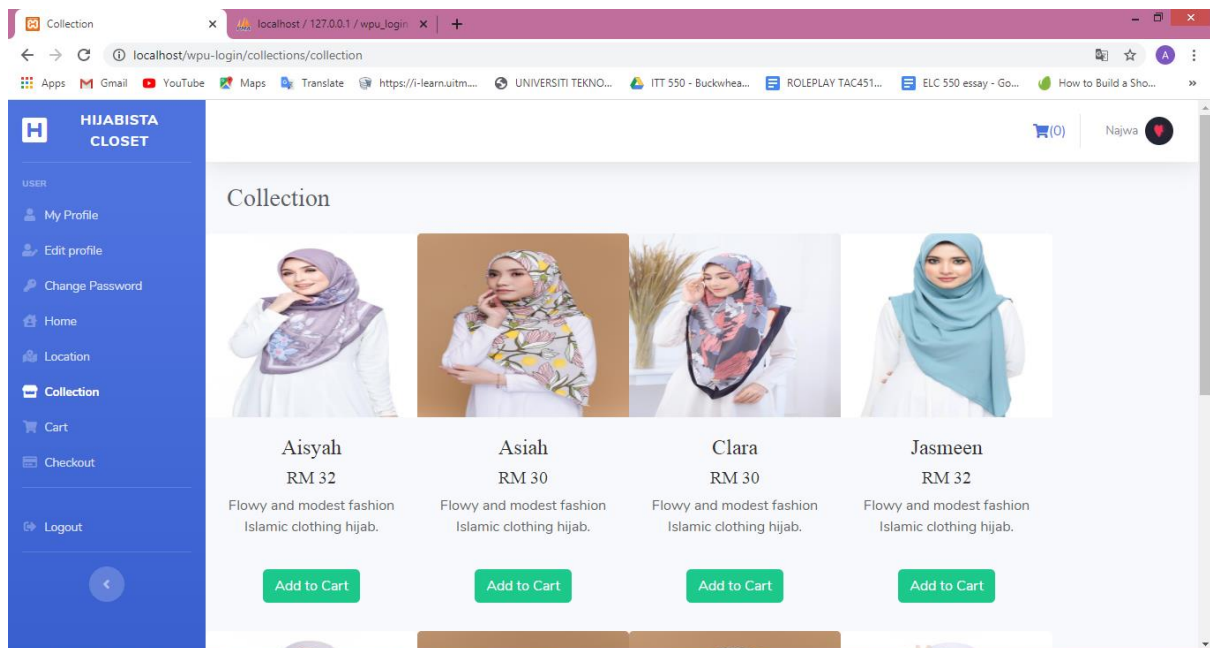 Collection
localhost / 127.0.0.1 / wpu_login
localhost/wpu-login/collections/collection
A
Apps
Gmail
YouTube
Maps
Translate
https://i-learn.uitm....
UNIVERSITI TEKNO...
ITT 550 - Buckwhea...
ROLEPLAY TAC451...
ELC 550 essay - Go...
How to Build a Sho...
H
HIJABISTA
CLOSET
(0)
Najwa
USER
My Profile
Edit profile
Change Password
Home
Location
Collection
Cart
Checkout
Logout
Collection
Aisyah
RM 32
Flowy and modest fashion
Islamic clothing hijab.
Add to Cart
Asiah
RM 30
Flowy and modest fashion
Islamic clothing hijab.
Add to Cart
Clara
RM 30
Flowy and modest fashion
Islamic clothing hijab.
Add to Cart
Jasmeen
RM 32
Flowy and modest fashion
Islamic clothing hijab.
Add to Cart